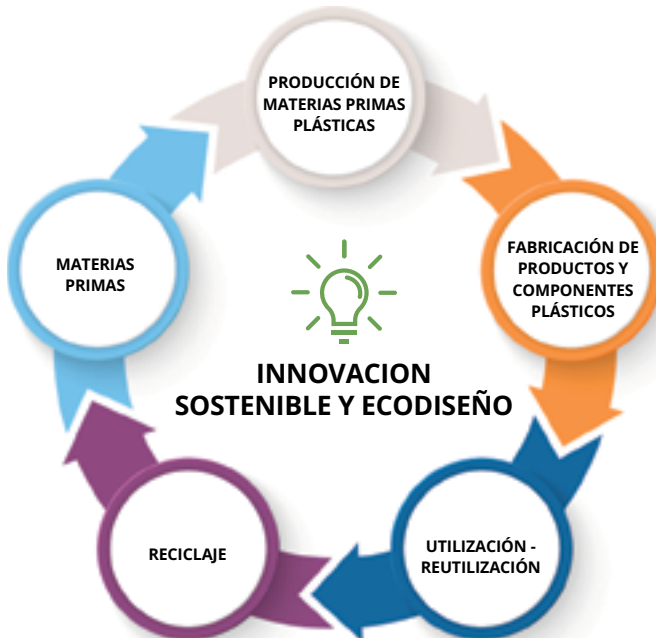 PRODUCCIÓN DE
MATERIAS PRIMAS
PLÁSTICAS
FABRICACIÓN DE
PRODUCTOS Y
COMPONENTES
PLÁSTICOS
UTILIZACIÓN -
REUTILIZACIÓN
RECICLAJE
MATERIAS
PRIMAS
INNOVACION
SOSTENIBLE Y ECODISEÑO